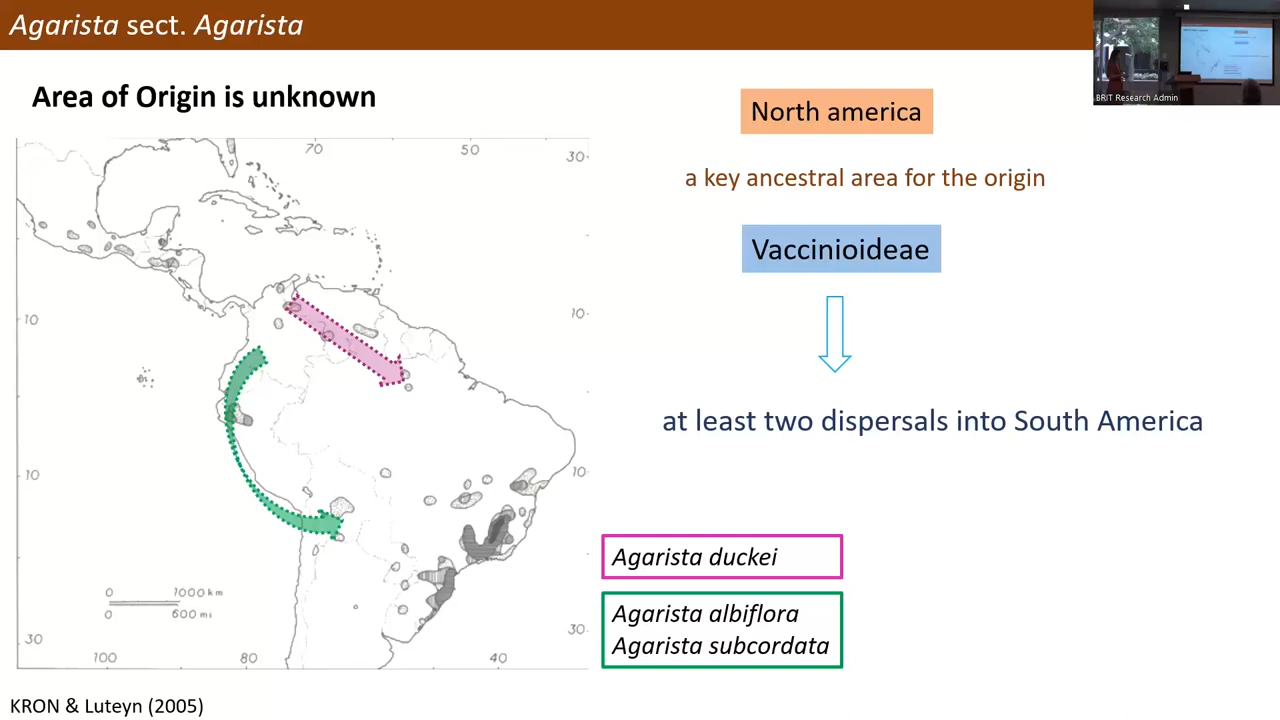 Agarista sect. Agarista
BRIT Research Admin
Area of Origin is unknown
North america
a key ancestral area for the origin
Vaccinioideae
at least two dispersals into South America
70
50
30
10
10
10
10
0
1000 km
0
600 mi
30
30
100
80
40
Agarista duckei
Agarista albiflora
Agarista subcordata
KRON & Luteyn (2005)